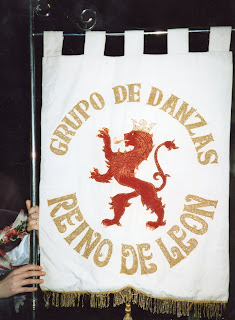 GRUPO DE DANZAS
REINO DE LEON